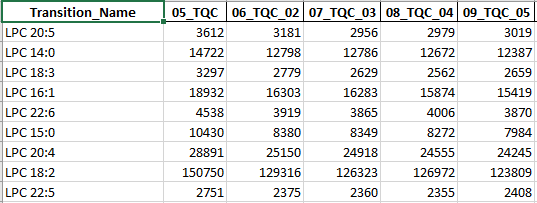 Transition_Name 05_TQC 06_TQC_02 07_TQC_03 08_TQC_04 09_TQC_05
LPC 20:5 3612 3181 2956 2979 3019
LPC 14:0 14722 12798 12786 12672 12387
LPC 18:3 3297 2779 2629 2562 2659
LPC 16:1 18932 16303 16283 15874 15419
LPC 22:6 4538 3919 3865 4006 3870
LPC 15:0 10430 8380 8349 8272 7984
LPC 20:4 28891 25150 24918 24555 24245
LPC 18:2 150750 129316 126323 126972 123809
LPC 22:5 2751 2375 2360 2355 2408